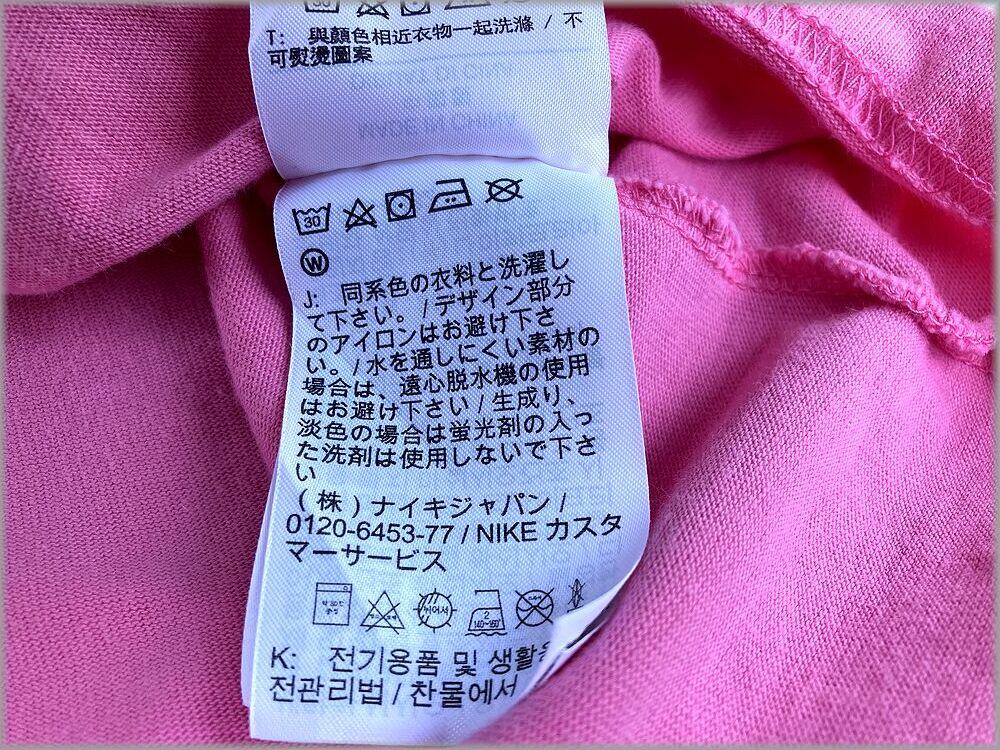 T: 與顏色相近衣物一起洗滌 / 不
可熨燙圖案
30
W
J: 同系色の衣料と洗濯し
て下さい。/デザイン部分
のアイロンはお避け下さ
い。/水を通しにくい素材の
場合は、遠心脱水機の使用
はお避け下さい / 生成り、
淡色の場合は蛍光剤の入っ
た洗剤は使用しないで下さ
い
(株)ナイキジャパン /
0120-6453-77 / NIKE カスタ
マーサービス
2 140~160℃
K: 전기용품 및 생활
전관리법 / 찬물에서